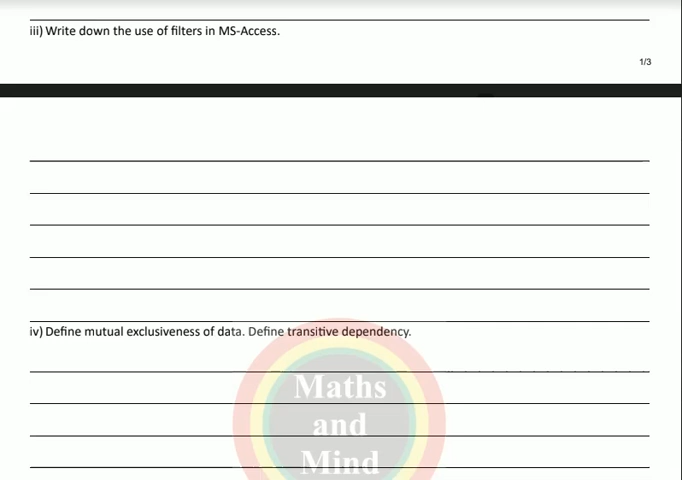 iii) Write down the use of filters in MS-Access.
1/3
iv) Define mutual exclusiveness of data. Define transitive dependency.
Maths
and
Mind